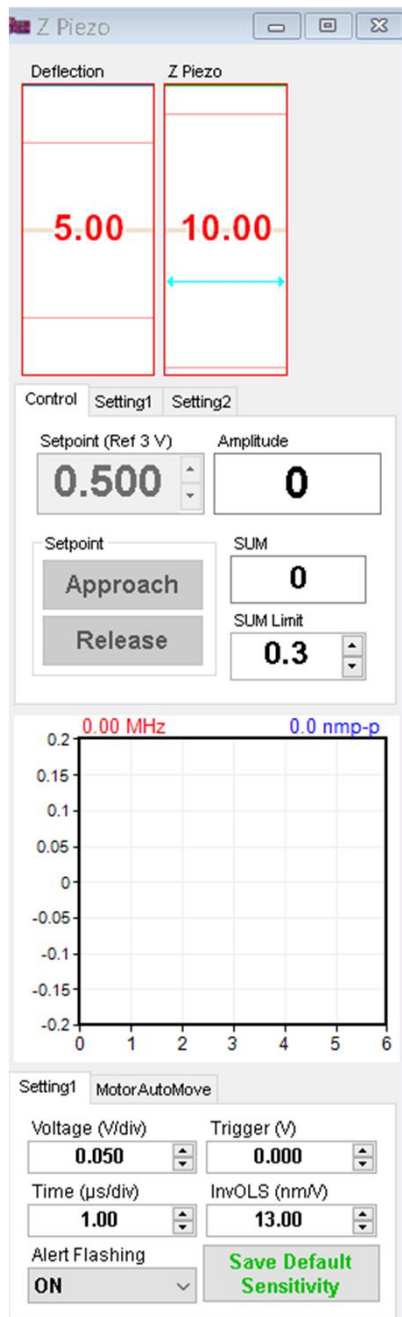 Z Piezo
Deflection Z Piezo
5.00 10.00
Control Setting1 Setting2
Setpoint (Ref 3 V) Amplitude
0.500 0
Setpoint SUM
Approach 0
Release SUM Limit
0.3
0.00 MHz 0.0 nmp-p
0.2
0.15
0.1
0.05
0
-0.05
-0.1
-0.15
-0.2
0 1 2 3 4 5 6
Setting1 MotorAutoMove
Voltage (V/div) Trigger (V)
0.050 0.000
Time (µs/div) InvOLS (nm/V)
1.00 13.00
Alert Flashing Save Default
ON Sensitivity